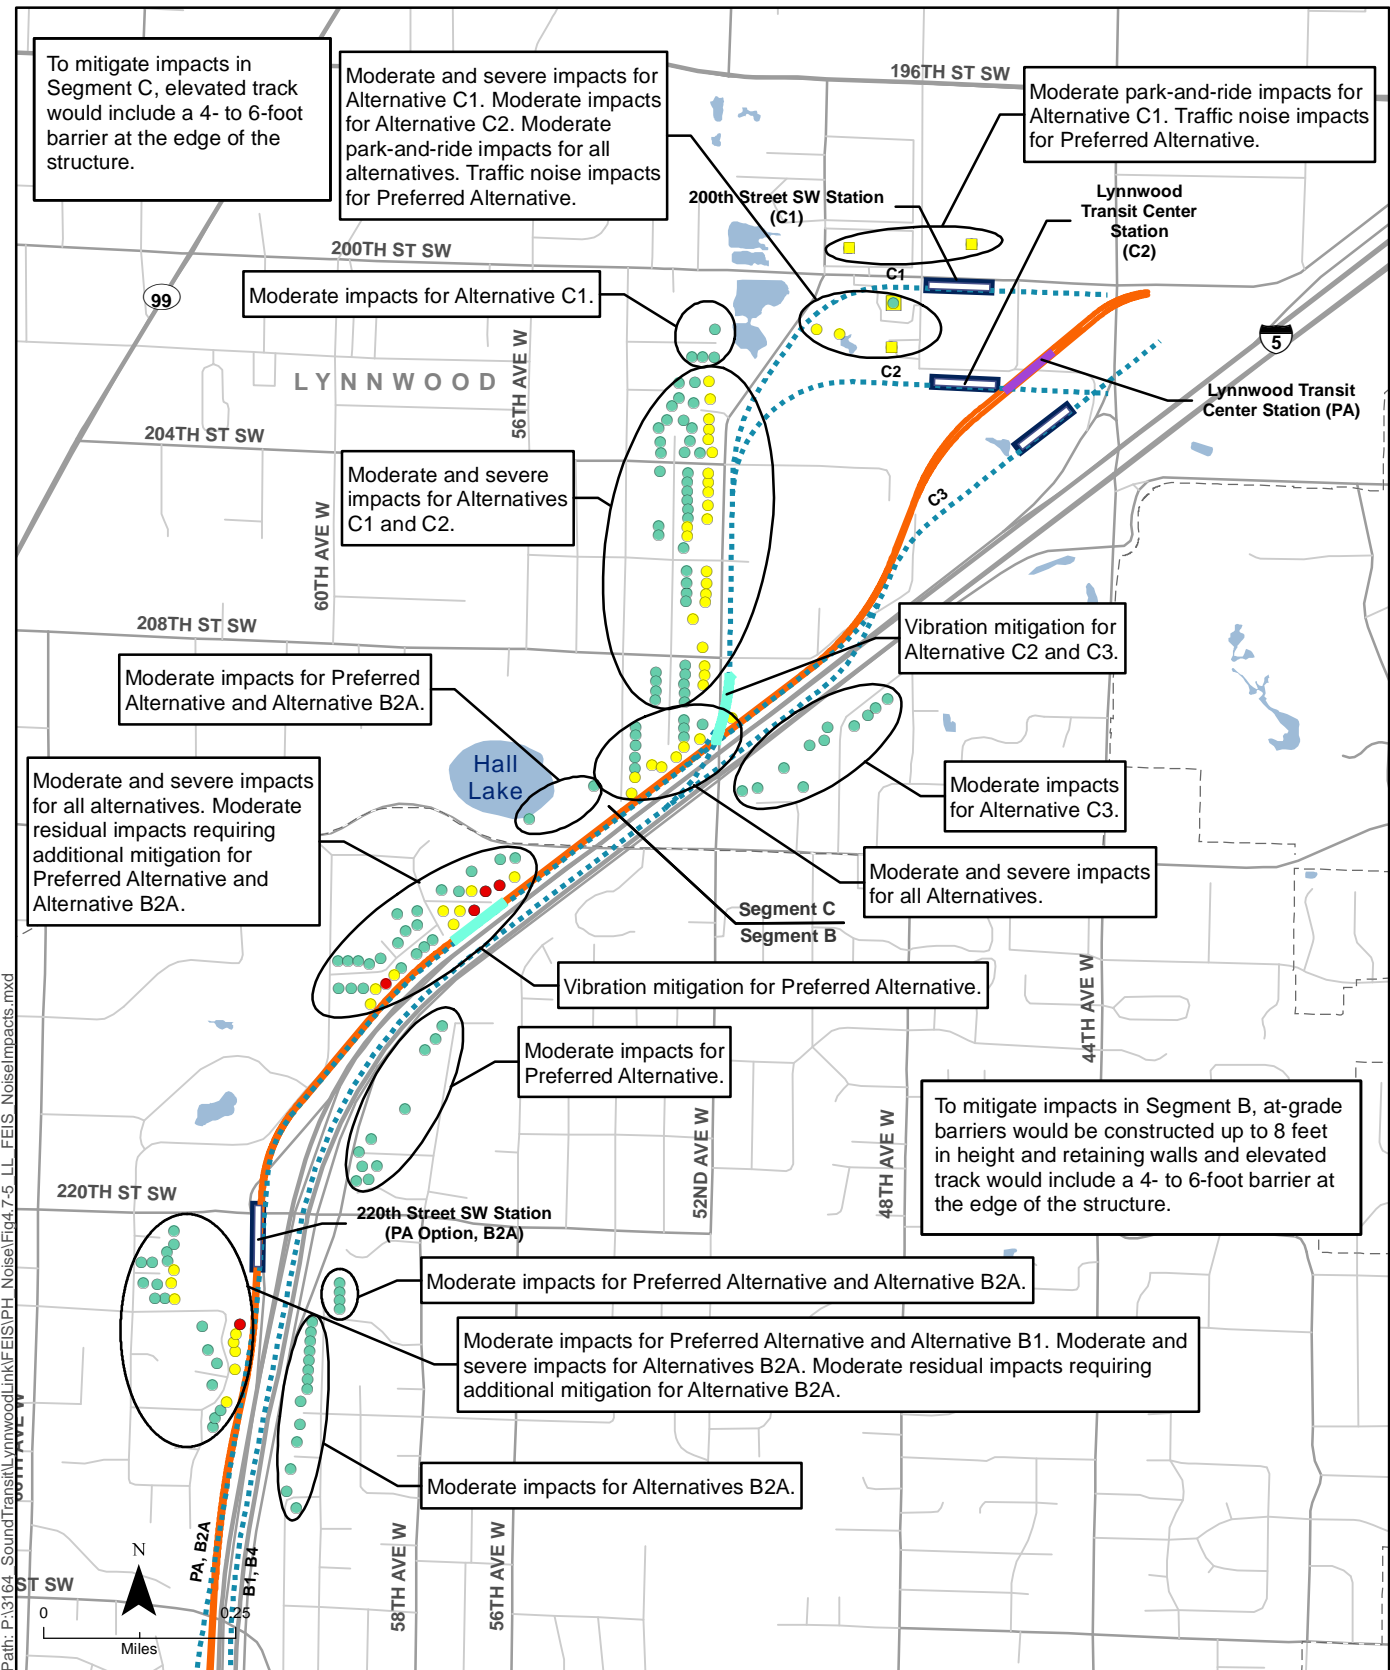 To mitigate impacts in
Segment C, elevated track
would include a 4- to 6-foot
barrier at the edge of the
structure.
Moderate and severe impacts for
Alternative C1. Moderate impacts
for Alternative C2. Moderate
park-and-ride impacts for all
alternatives. Traffic noise impacts
for Preferred Alternative.
196TH ST SW
Moderate park-and-ride impacts for
Alternative C1. Traffic noise impacts
for Preferred Alternative.
200th Street SW Station
(C1)
Lynnwood
Transit Center
Station
(C2)
200TH ST SW
99
Moderate impacts for Alternative C1.
C1
5
56TH AVE W
LYNNWOOD
C2
Lynnwood Transit
Center Station (PA)
204TH ST SW
Moderate and severe
impacts for Alternatives
C1 and C2.
C3
60TH AVE W
208TH ST SW
Vibration mitigation for
Alternative C2 and C3.
Moderate impacts for Preferred
Alternative and Alternative B2A.
Hall
Lake
Moderate and severe impacts
for all alternatives. Moderate
residual impacts requiring
additional mitigation for
Preferred Alternative and
Alternative B2A.
Moderate impacts
for Alternative C3.
Moderate and severe impacts
for all Alternatives.
Segment C
Segment B
Vibration mitigation for Preferred Alternative.
44TH AVE W
Moderate impacts for
Preferred Alternative.
To mitigate impacts in Segment B, at-grade
barriers would be constructed up to 8 feet
in height and retaining walls and elevated
track would include a 4- to 6-foot barrier at
the edge of the structure.
52ND AVE W
48TH AVE W
220TH ST SW
220th Street SW Station
(PA Option, B2A)
Moderate impacts for Preferred Alternative and Alternative B2A.
Moderate impacts for Preferred Alternative and Alternative B1. Moderate and
severe impacts for Alternatives B2A. Moderate residual impacts requiring
additional mitigation for Alternative B2A.
Moderate impacts for Alternatives B2A.
AVE W
PA, B2A
B1, B4
58TH AVE W
56TH AVE W
N
ST SW
0
0.25
Miles
Path: P:\3164_SoundTransit\LynnwoodLink\FEIS\PH_Noise\Fig4.7-5_LL_FEIS_NoiseImpacts.mxd